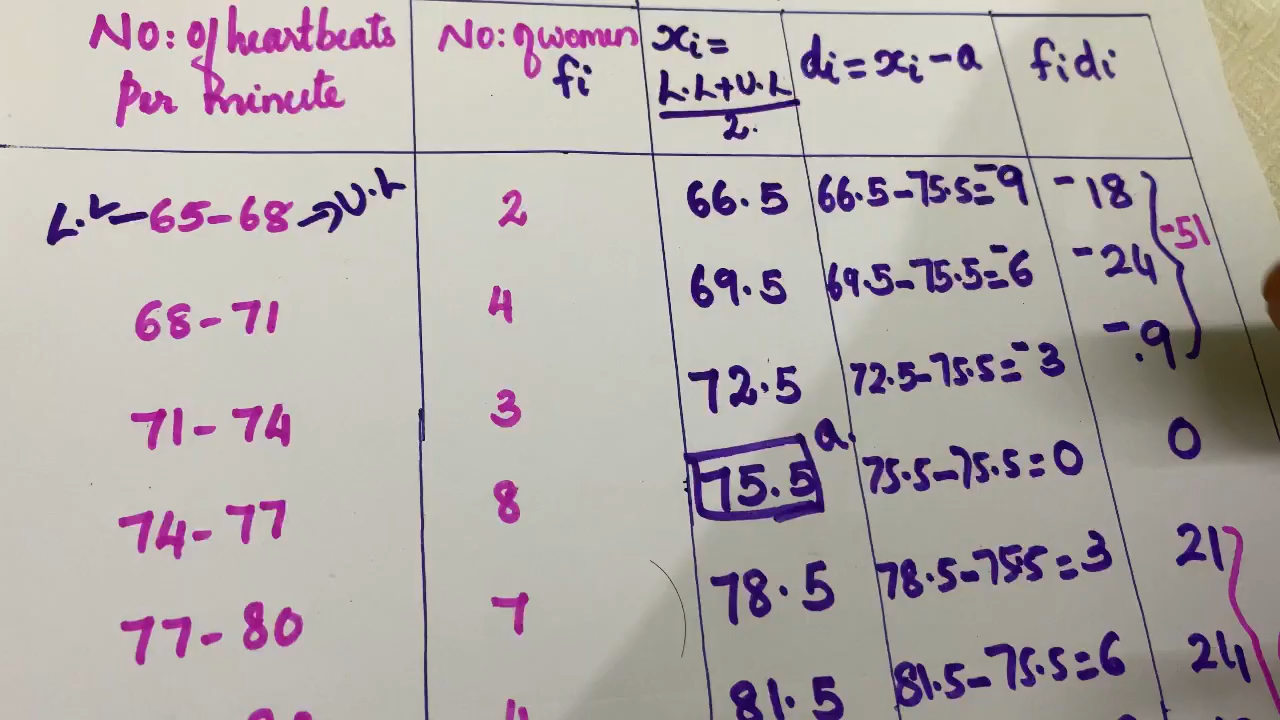 No: of heartbeats Per minute | No: of women fi | xi = L.L+U.L / 2. | di = xi - a | fidi
L.L - 65-68 → U.L | 2 | 66.5 | 66.5-75.5=-9 | -18
-51
68-71 | 4 | 69.5 | 69.5-75.5=-6 | -24
71-74 | 3 | 72.5 | 72.5-75.5=-3 | -9
74-77 | 8 | 75.5 a. | 75.5-75.5=0 | 0
77-80 | 7 | 78.5 | 78.5-75.5=3 | 21
81.5 | 81.5-75.5=6 | 24